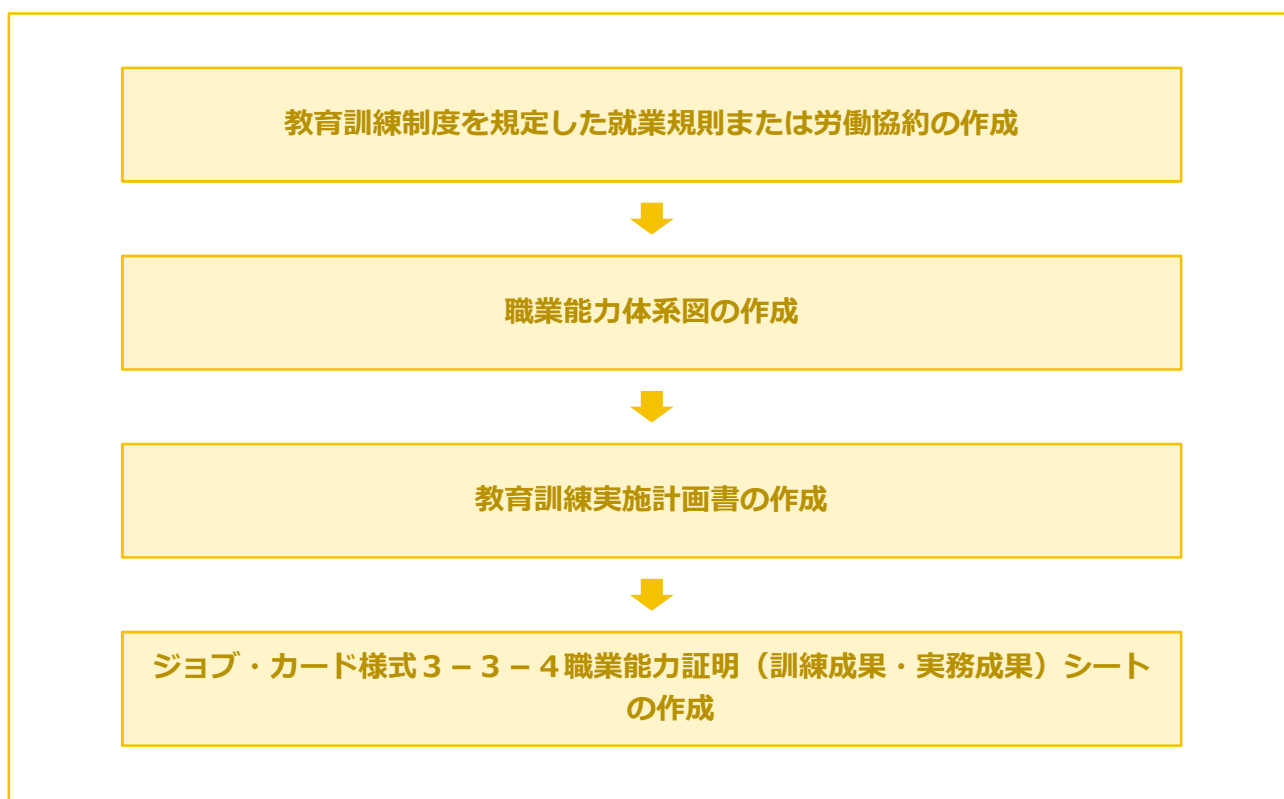 教育訓練制度を規定した就業規則または労働協約の作成
職業能力体系図の作成
教育訓練実施計画書の作成
ジョブ・カード様式３－３－４職業能力証明（訓練成果・実務成果）シート
の作成